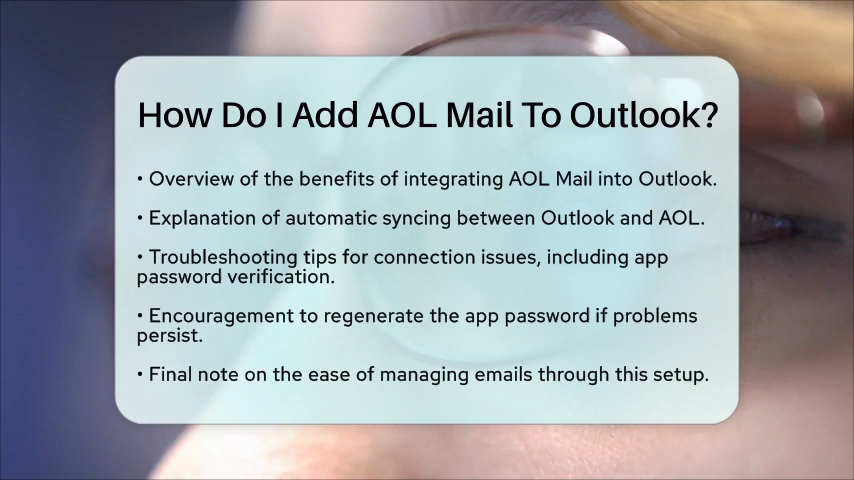 How Do I Add AOL Mail To Outlook?
• Overview of the benefits of integrating AOL Mail into Outlook.
• Explanation of automatic syncing between Outlook and AOL.
• Troubleshooting tips for connection issues, including app
password verification.
• Encouragement to regenerate the app password if problems
persist.
• Final note on the ease of managing emails through this setup.